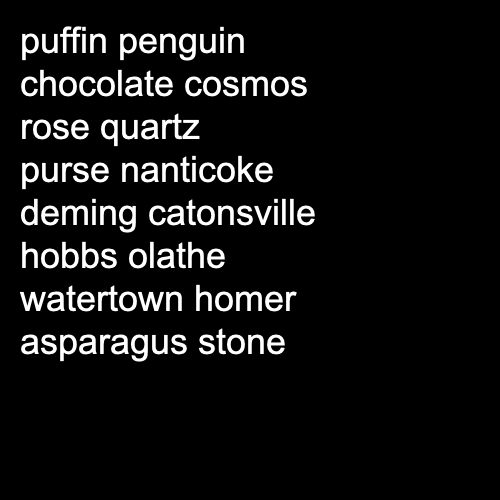 puffin penguin
chocolate cosmos
rose quartz
purse nanticoke
deming catonsville
hobbs olathe
watertown homer
asparagus stone